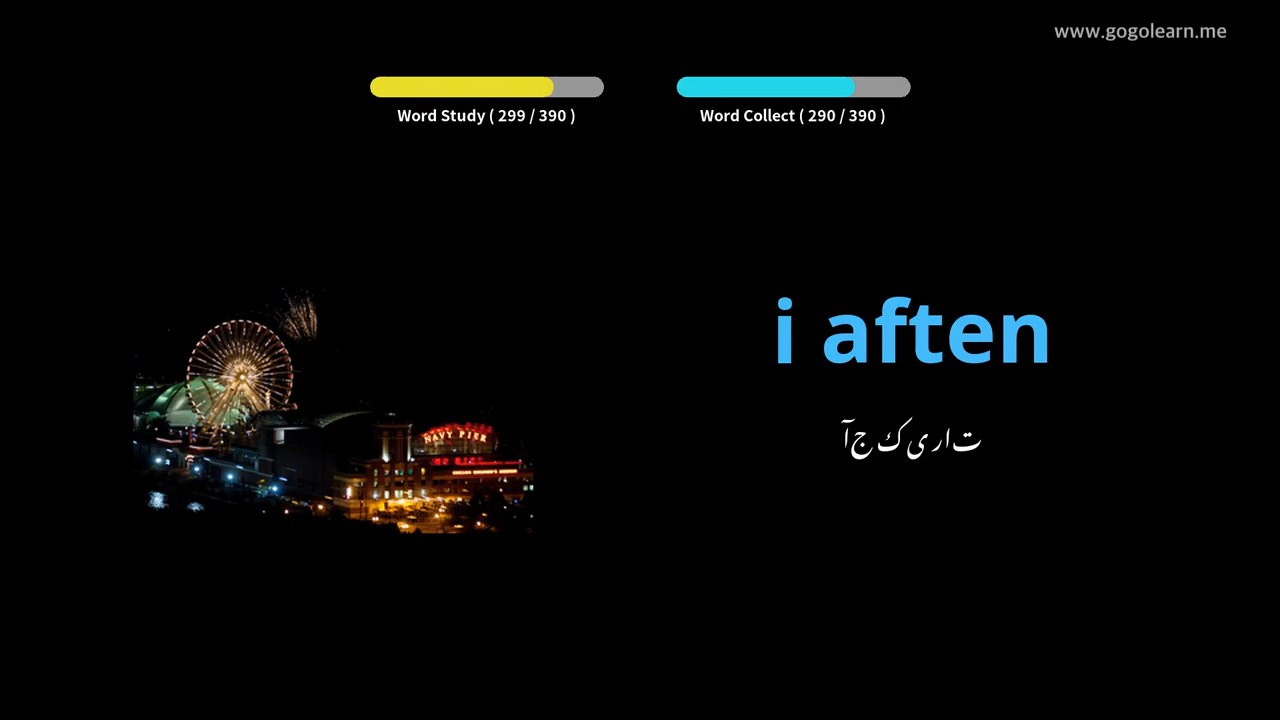 www.gogolearn.me
Word Study ( 299 / 390 )
Word Collect ( 290 / 390 )
i aften
ت ا ر ی ک ج آ
NAVY PIER